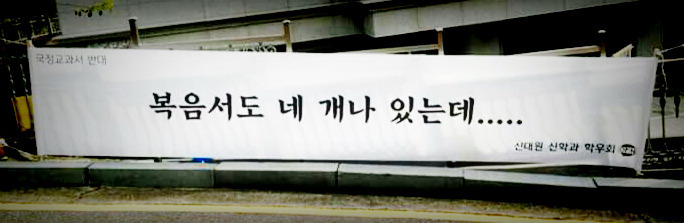 국정교과서 반대
복음서도 네 개나 있는데.....
신대원 신학과 학우회